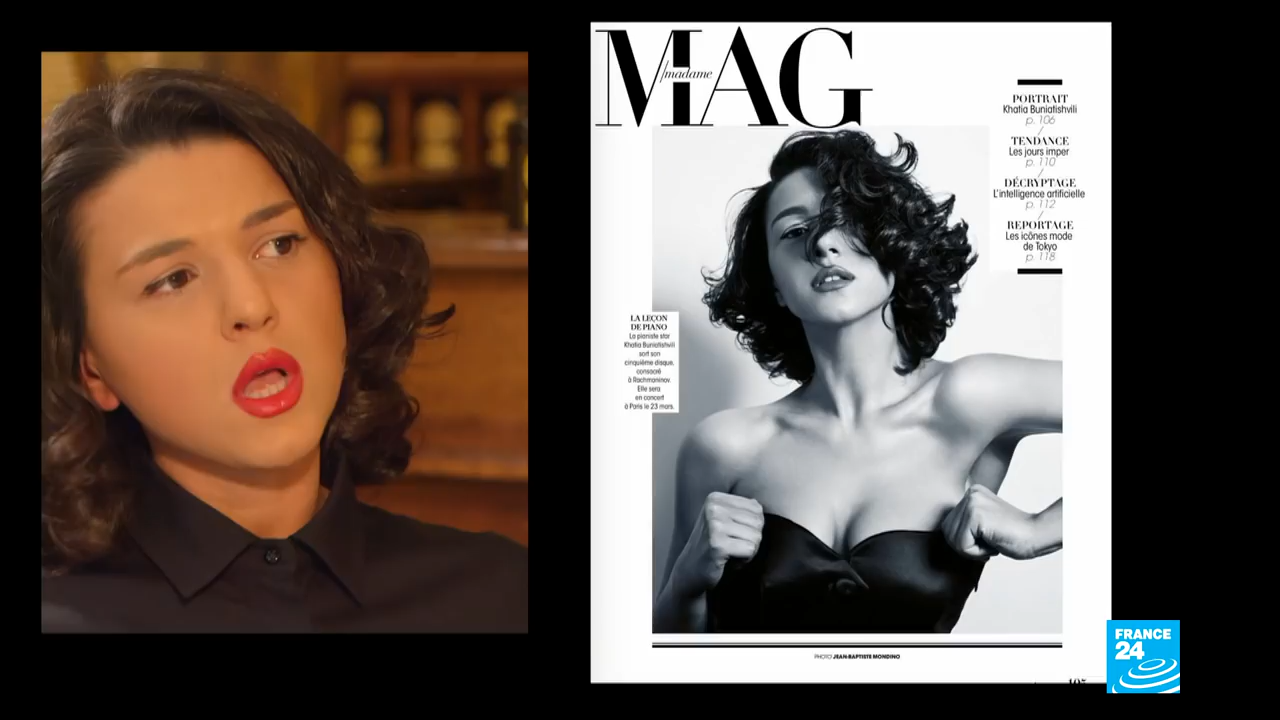 MAG
/madame
PORTRAIT
Khatia Buniatishvili
p. 106
/
TENDANCE
Les jours imper
p. 110
/
DÉCRYPTAGE
L'intelligence artificielle
p. 112
/
REPORTAGE
Les icônes mode
de Tokyo
p. 118
LA LEÇON
DE PIANO
La pianiste star
Khatia Buniatishvili
sort son
cinquième disque,
consacré
à Rachmaninov.
Elle sera
en concert
à Paris le 23 mars.
PHOTO JEAN-BAPTISTE MONDINO
FRANCE
24